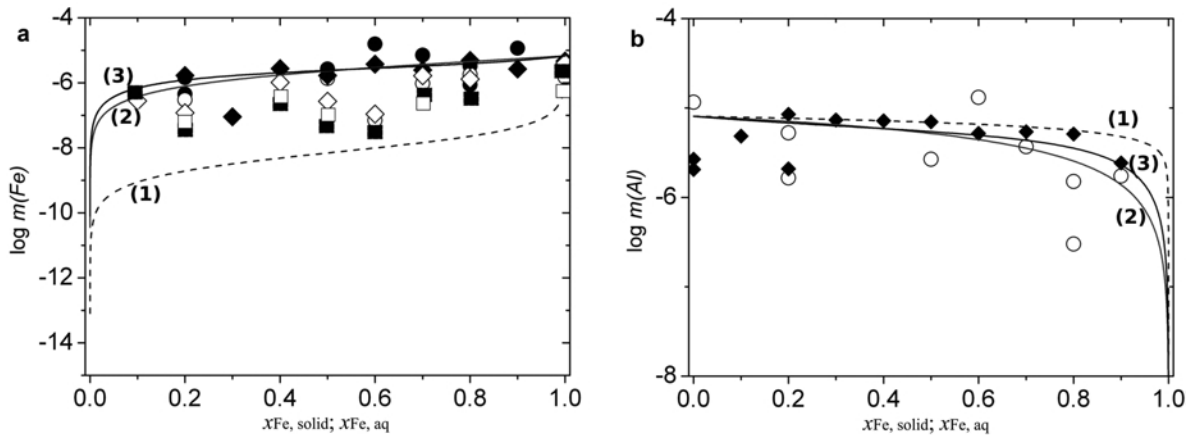 a
-4
-6
-8
-10
-12
-14
log m(Fe)
(3)
(2)
(1)
0.0 0.2 0.4 0.6 0.8 1.0
xFe, solid; xFe, aq
b
-4
-6
-8
log m(Al)
(1)
(3)
(2)
0.0 0.2 0.4 0.6 0.8 1.0
xFe, solid; xFe, aq